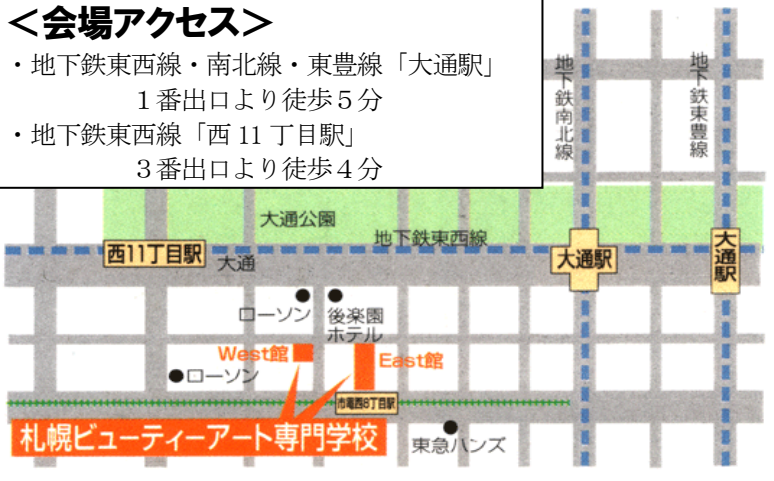 ＜会場アクセス＞
・地下鉄東西線・南北線・東豊線「大通駅」
１番出口より徒歩５分
・地下鉄東西線「西 11 丁目駅」
３番出口より徒歩４分
地下鉄南北線
地下鉄東豊線
大通公園
地下鉄東西線
西11丁目駅
大通
大通駅
大通駅
ローソン
後楽園
ホテル
West館
East館
ローソン
市電西8丁目駅
札幌ビューティーアート専門学校
東急ハンズ